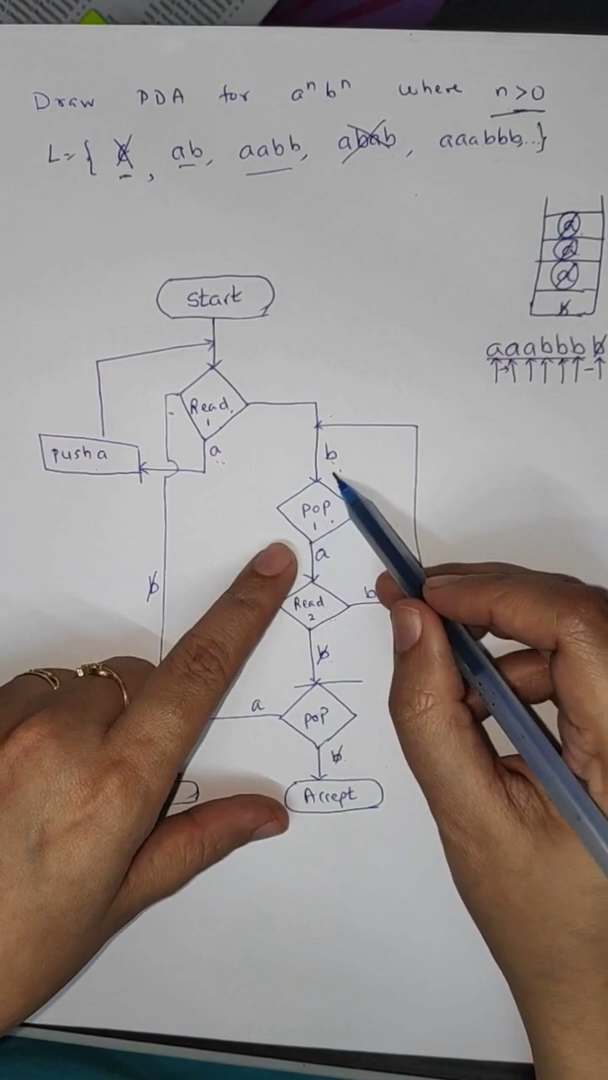 Draw PDA for aⁿbⁿ where n>0
L={ ɛ, ab, aabb, abab, aaabbb,...}
a
a
a
b̸
aaabbbb̸
Start
Read 1
push a
a
b
POP 1
a
b̸
Read 2
b
b̸
a
POP
b̸
Accept